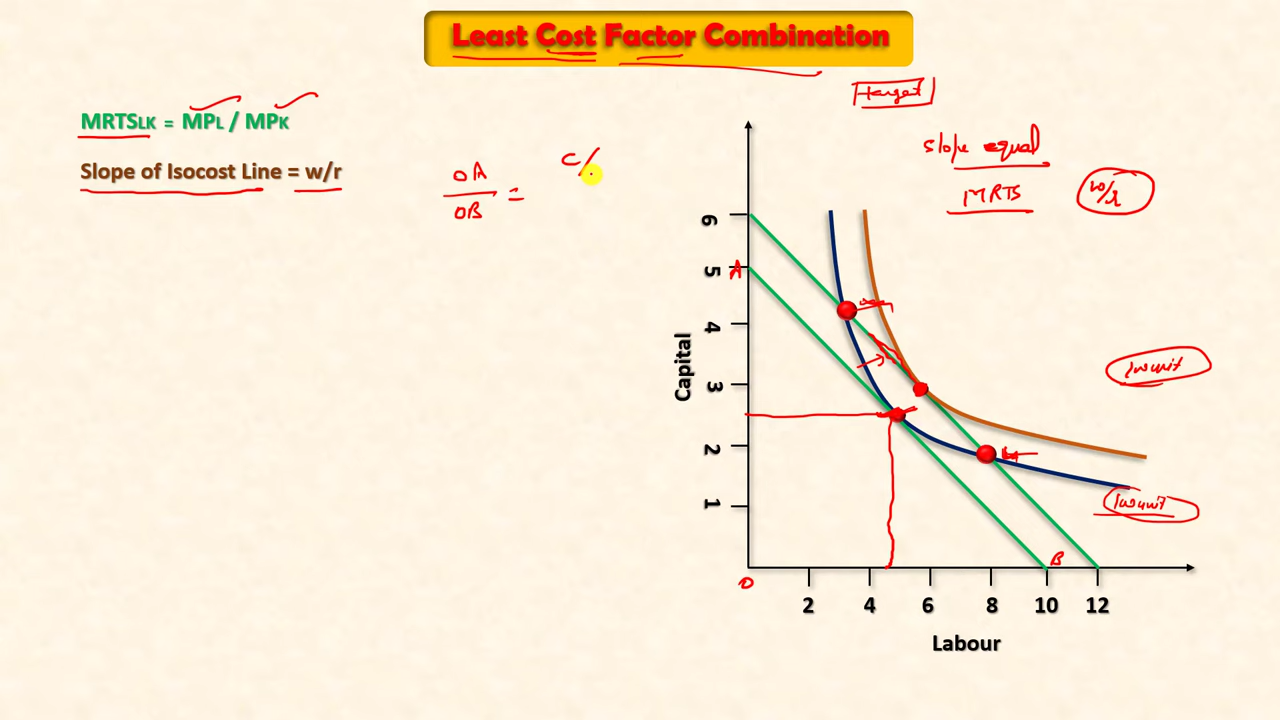 Least Cost Factor Combination
MRTSLK = MPL / MPK
Slope of Isocost Line = w/r
OA
OB
=
C/
slope equal
MRTS
w/r
Capital
6
5
4
3
2
1
A
B
O
2 4 6 8 10 12
Labour